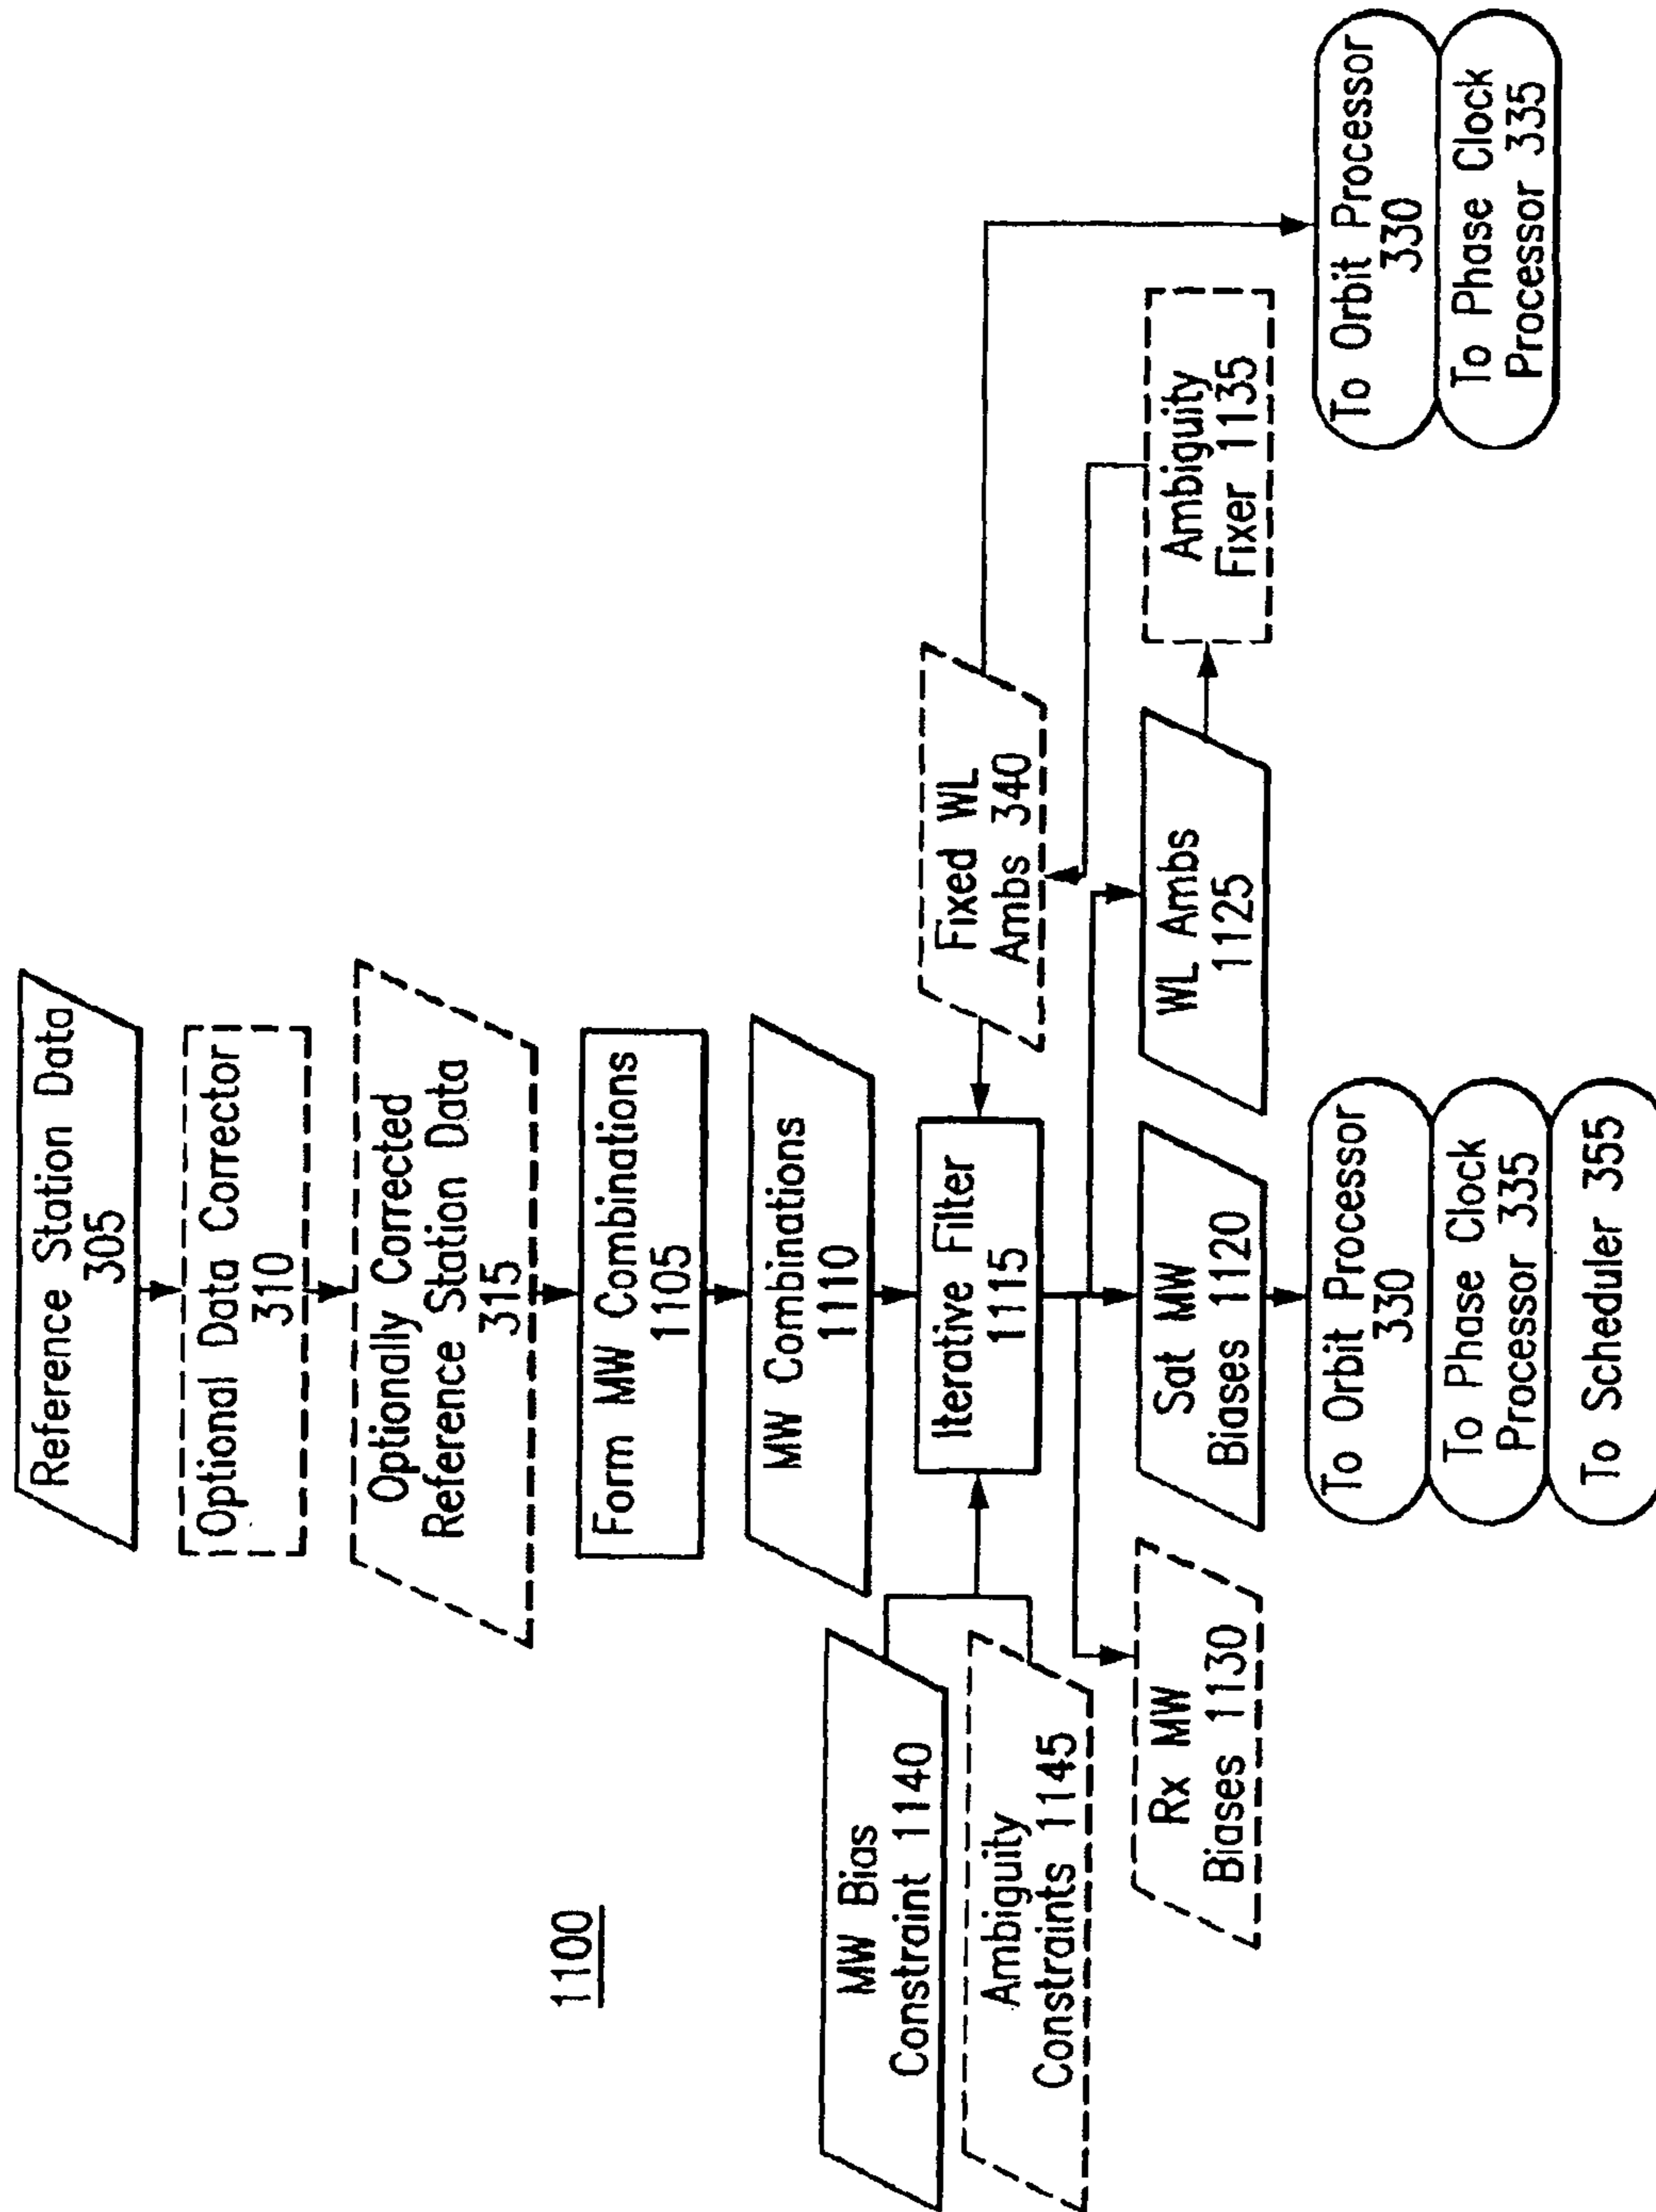 1100
Reference Station Data
305
Optional Data Corrector
310
Optionally Corrected
Reference Station Data
315
Form MW Combinations
1105
MW Combinations
1110
MW Bias
Constraint 1140
Ambiguity
Constraints 1145
Iterative Filter
1115
Fixed WL
Ambs 340
Rx MW
Biases 1130
Sat MW
Biases 1120
WL Ambs
1125
Ambiguity
Fixer 1135
To Orbit Processor
330
To Phase Clock
Processor 335
To Scheduler 355
To Orbit Processor
330
To Phase Clock
Processor 335